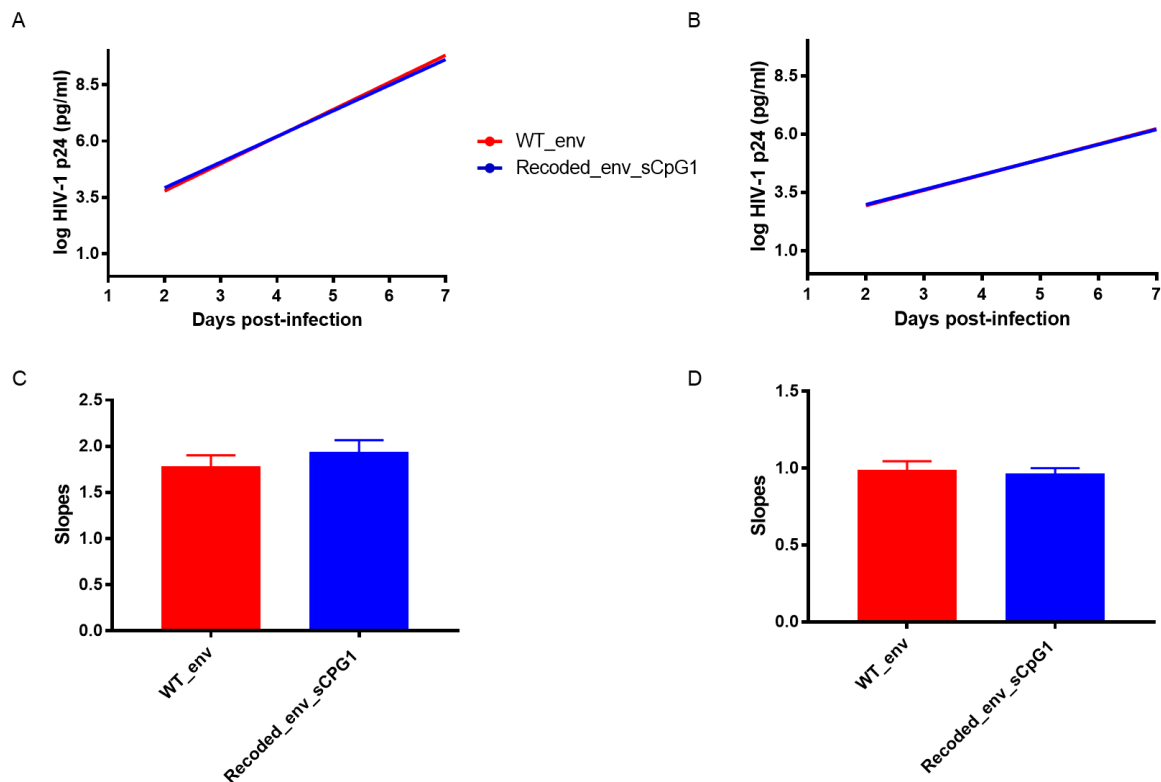 A
log HIV-1 p24 (pg/ml)
8.5
6.0
3.5
1.0
1 2 3 4 5 6 7
Days post-infection
WT_env
Recoded_env_sCpG1
B
log HIV-1 p24 (pg/ml)
8.5
6.0
3.5
1.0
1 2 3 4 5 6 7
Days post-infection
C
Slopes
2.5
2.0
1.5
1.0
0.5
0.0
WT_env
Recoded_env_sCPG1
D
Slopes
1.5
1.0
0.5
0.0
WT_env
Recoded_env_sCpG1